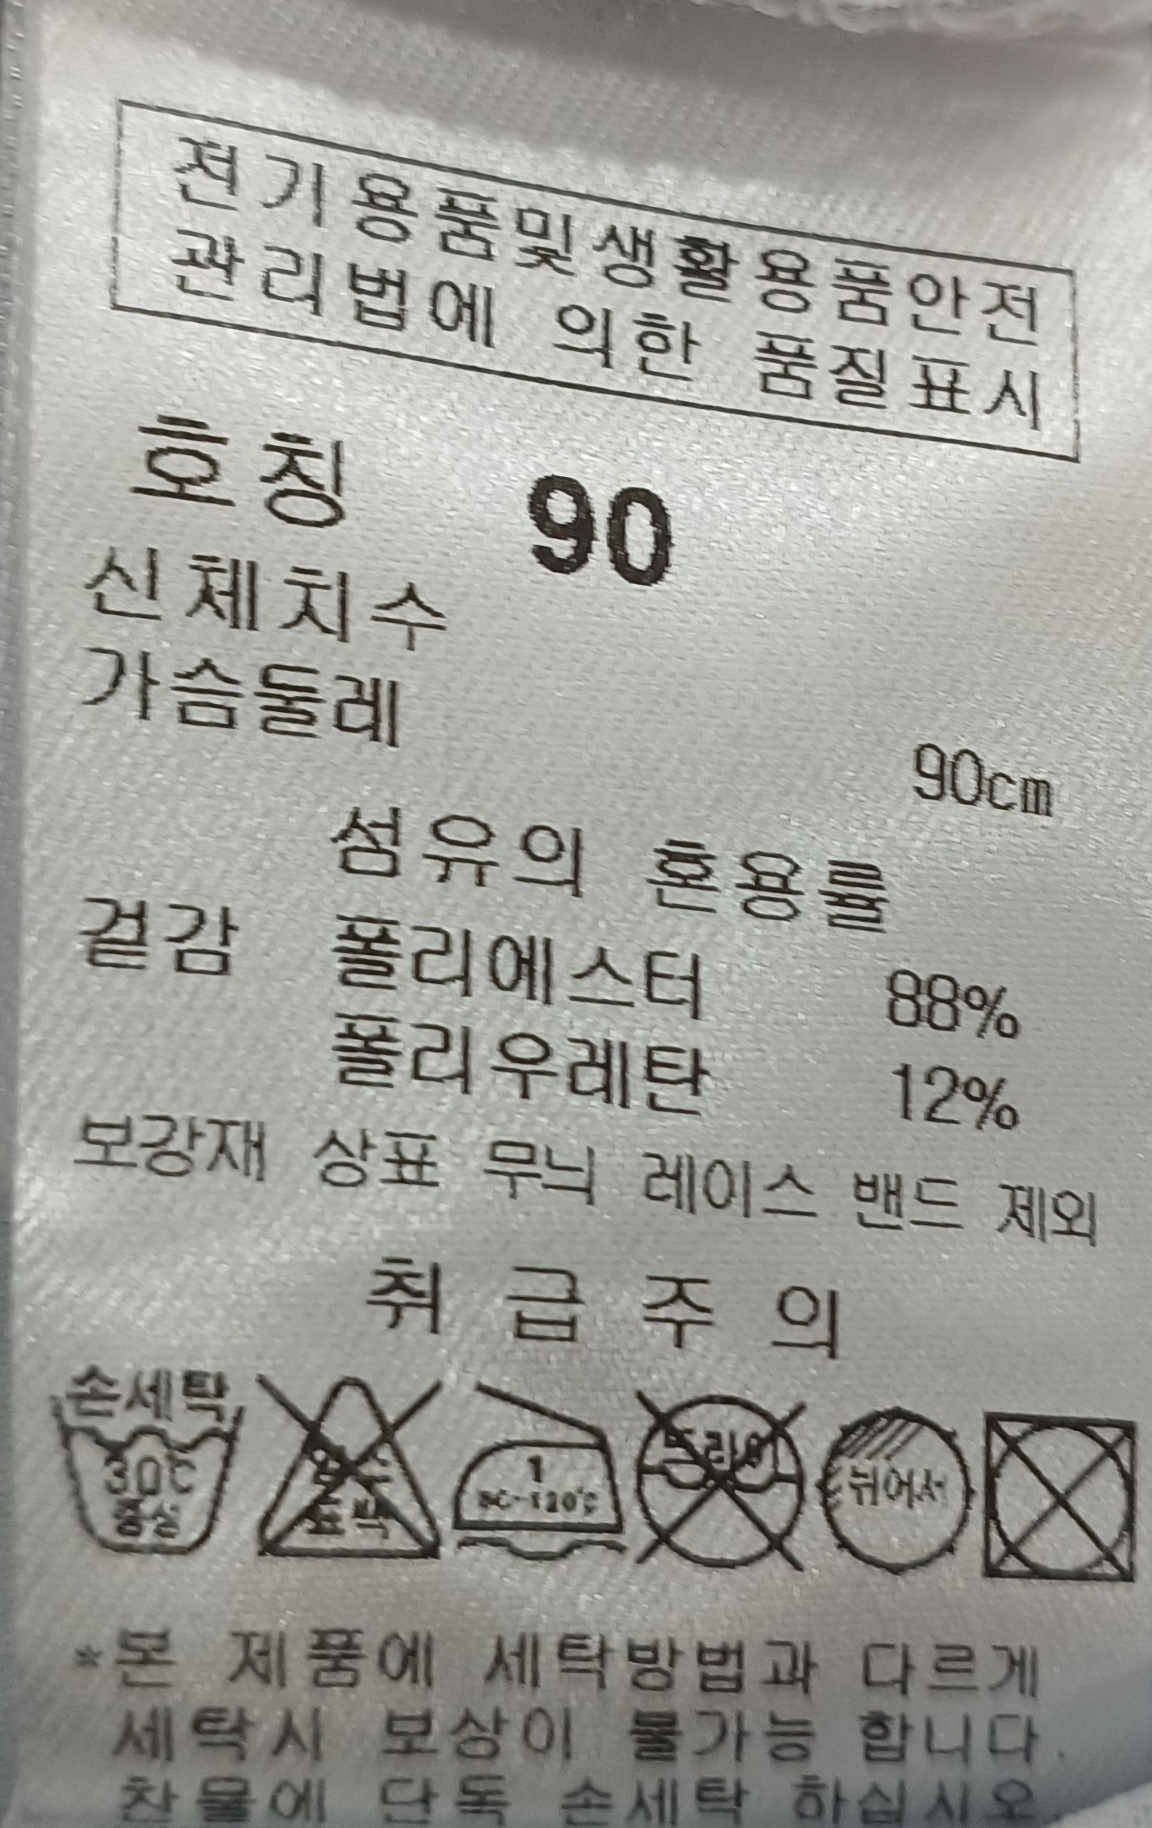 전기용품및생활용품안전
관리법에 의한 품질표시
호칭 90
신체치수
가슴둘레 90cm
섬유의 혼용률
겉감 폴리에스터 88%
폴리우레탄 12%
보강재 상표 무늬 레이스 밴드 제외
취급주의
손세탁
30℃
중성
1
120℃
드라이
쉬어서
*본 제품에 세탁방법과 다르게
세탁시 보상이 불가능 합니다.
찬물에 단독 손세탁 하십시오